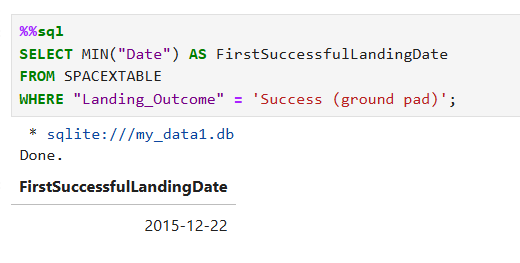 %%sql
SELECT MIN("Date") AS FirstSuccessfulLandingDate
FROM SPACEXTABLE
WHERE "Landing_Outcome" = 'Success (ground pad)';
* sqlite:///my_data1.db
Done.
FirstSuccessfulLandingDate
2015-12-22